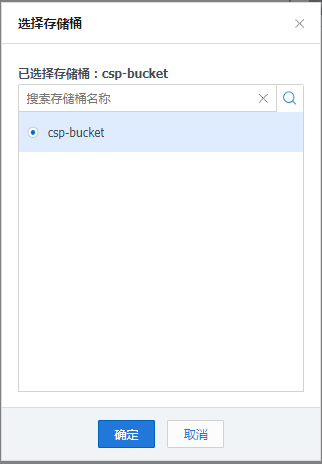 选择存储桶
已选择存储桶：csp-bucket
搜索存储桶名称
csp-bucket
确定
取消